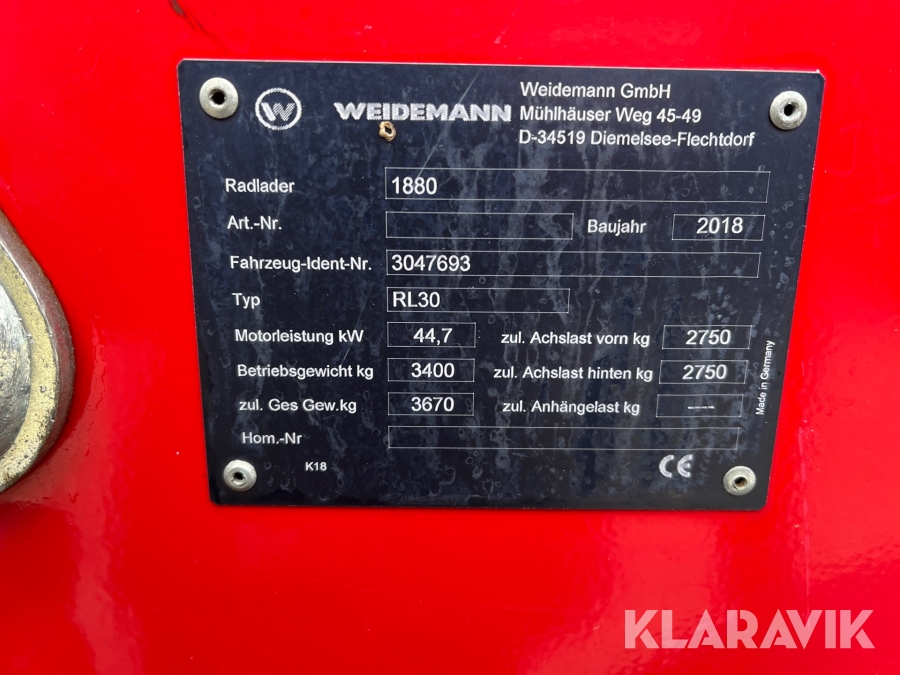 W WEIDEMANN
Weidemann GmbH
Mühlhäuser Weg 45-49
D-34519 Diemelsee-Flechtdorf
Radlader 1880
Art.-Nr. Baujahr 2018
Fahrzeug-Ident-Nr. 3047693
Typ RL30
Motorleistung kW 44,7 zul. Achslast vorn kg 2750
Betriebsgewicht kg 3400 zul. Achslast hinten kg 2750
zul. Ges Gew.kg 3670 zul. Anhängelast kg ----
Hom.-Nr
K18 CE
Made in Germany
KLARAVIK